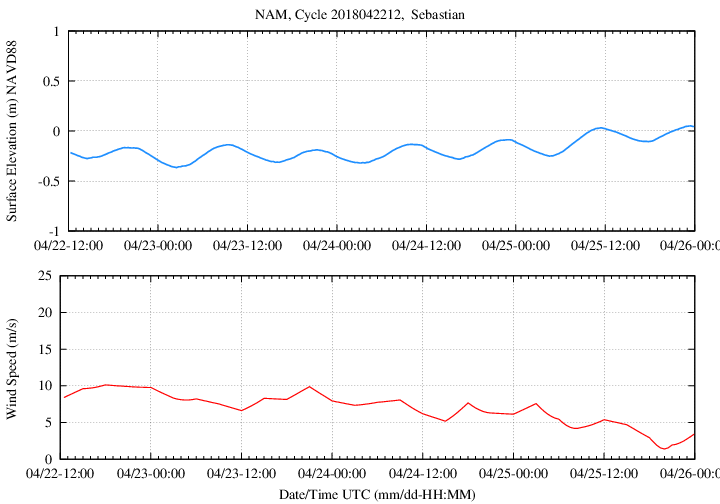 NAM, Cycle 2018042212,  Sebastian
Surface Elevation (m) NAVD88
1
0.5
0
-0.5
-1
04/22-12:00 04/23-00:00 04/23-12:00 04/24-00:00 04/24-12:00 04/25-00:00 04/25-12:00 04/26-00:0
Wind Speed (m/s)
25
20
15
10
5
0
04/22-12:00 04/23-00:00 04/23-12:00 04/24-00:00 04/24-12:00 04/25-00:00 04/25-12:00 04/26-00:0
Date/Time UTC (mm/dd-HH:MM)